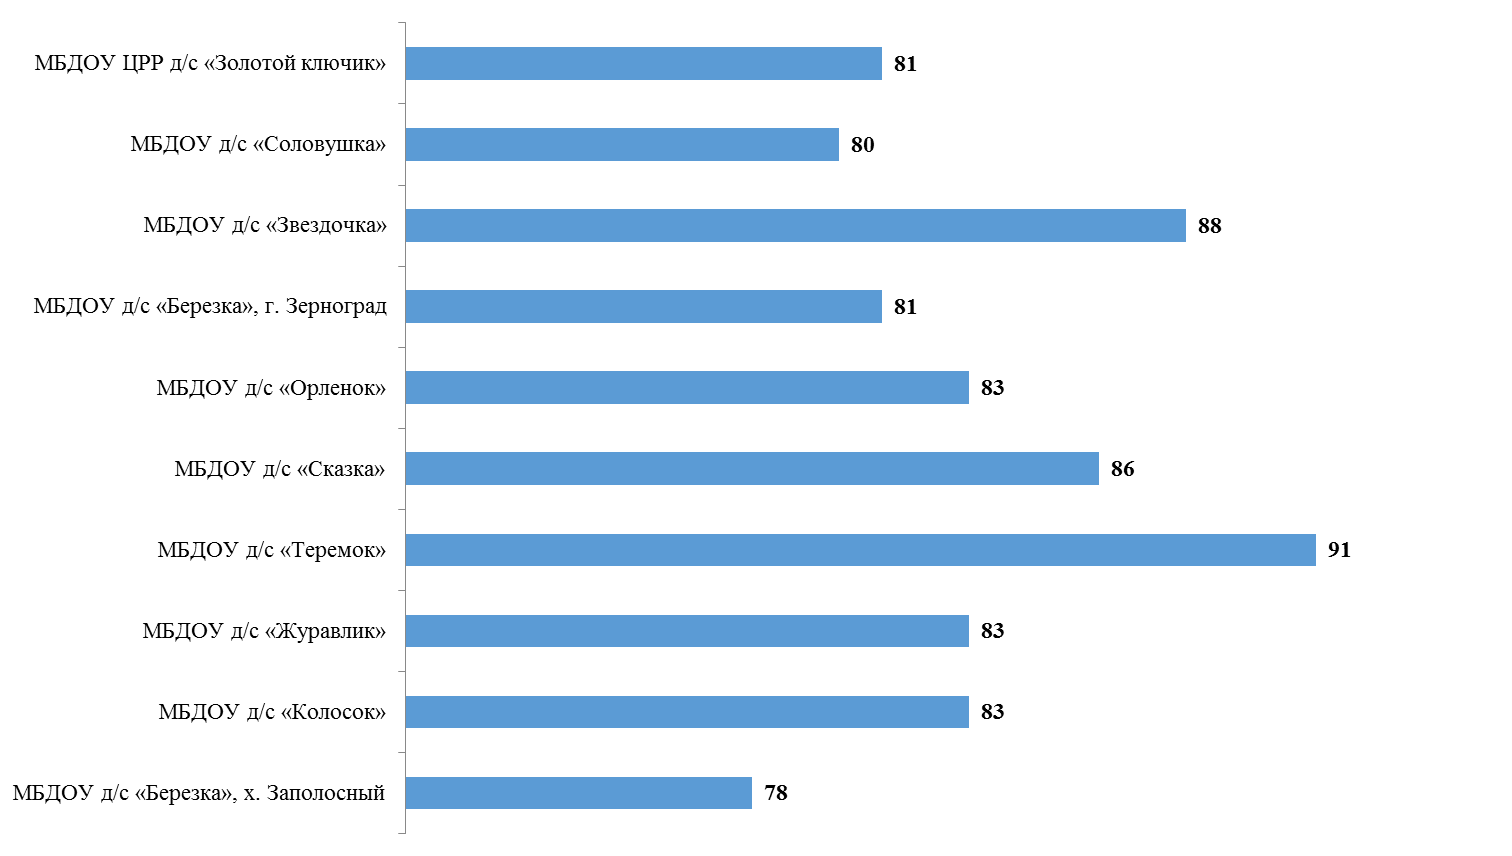 МБДОУ ЦРР д/с «Золотой ключик» 81
МБДОУ д/с «Соловушка» 80
МБДОУ д/с «Звездочка» 88
МБДОУ д/с «Березка», г. Зерноград 81
МБДОУ д/с «Орленок» 83
МБДОУ д/с «Сказка» 86
МБДОУ д/с «Теремок» 91
МБДОУ д/с «Журавлик» 83
МБДОУ д/с «Колосок» 83
МБДОУ д/с «Березка», х. Заполосный 78